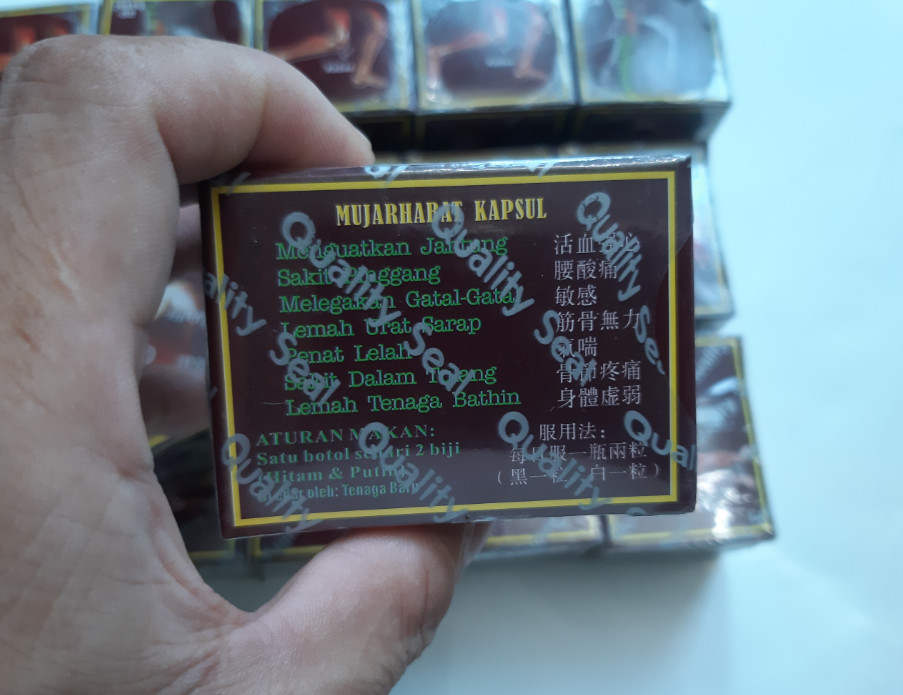 MUJARHABAT KAPSUL
Menguatkan Jantung
Sakit Pinggang
Melegakan Gatal-Gatal
Lemah Urat Sarap
Penat Lelah
Sakit Dalam Tulang
Lemah Tenaga Bathin
活血
腰酸痛
敏感
筋骨無力
氣喘
骨節疼痛
身體虛弱
ATURAN MAKAN:
Satu botol sehari 2 biji
(Hitam & Putih)
oleh: Tenaga Baru
服用法:
每日服一瓶兩粒
(黑一粒 白一粒)
Quality Seal